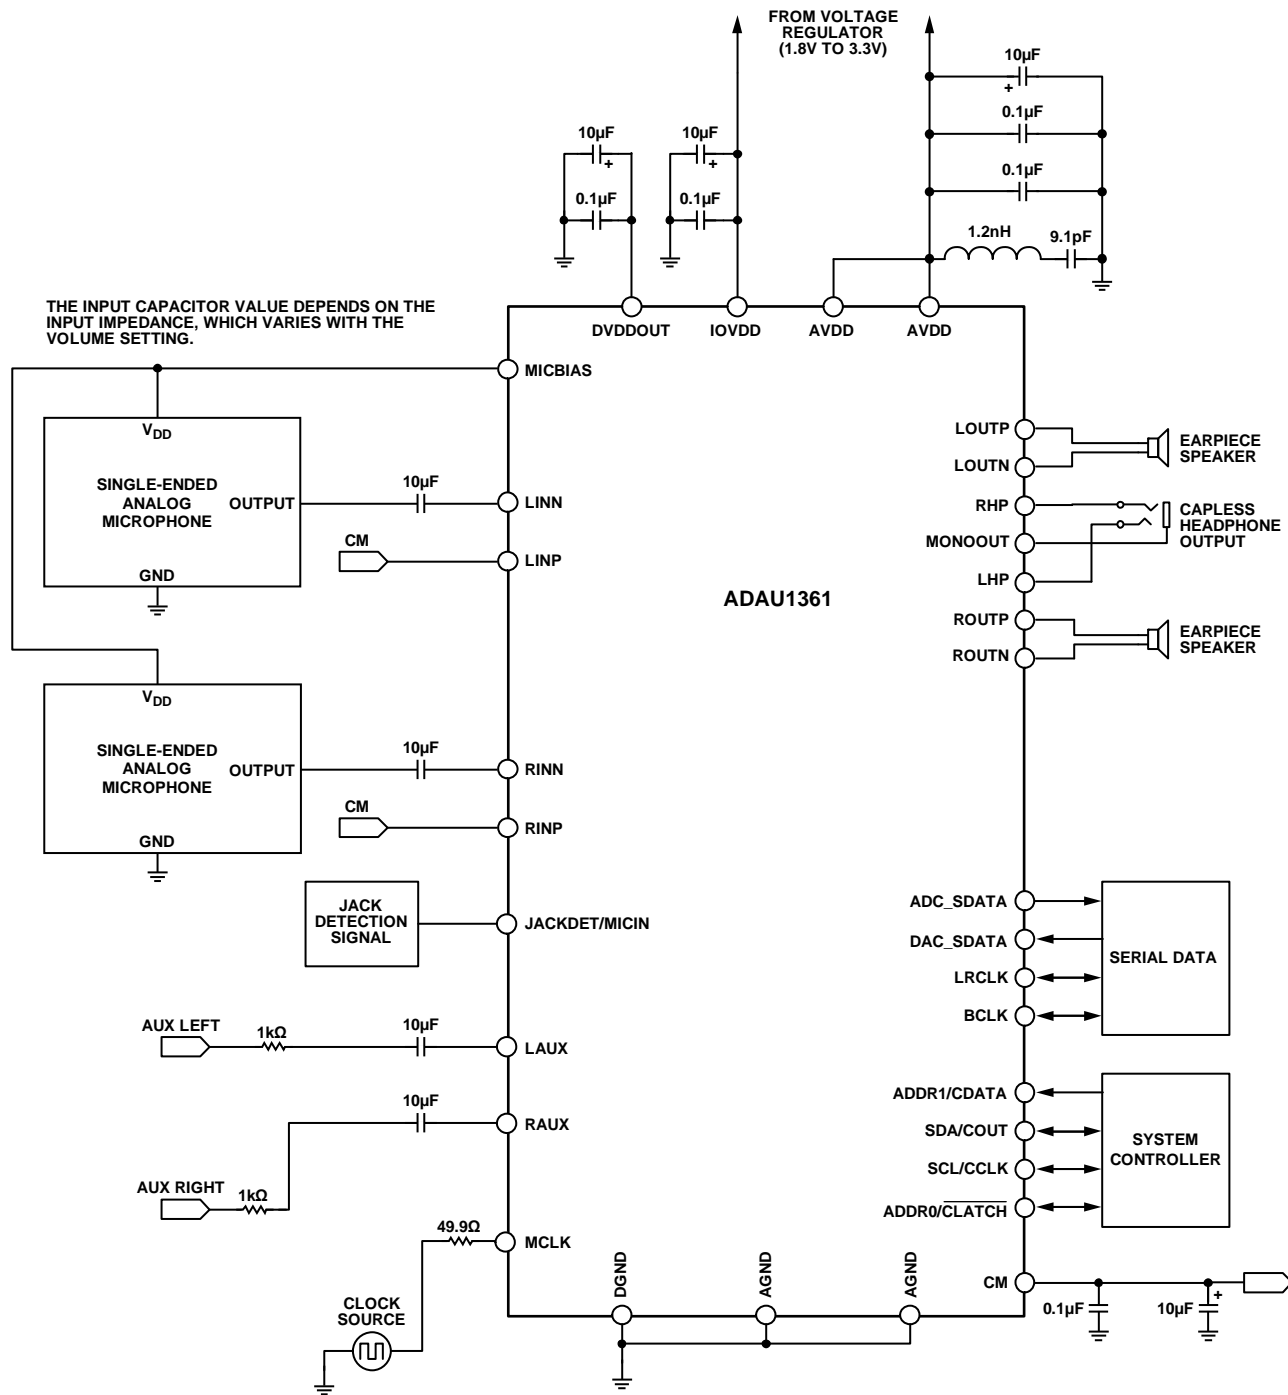 FROM VOLTAGE
REGULATOR
(1.8V TO 3.3V)
10µF
+
0.1µF
0.1µF
1.2nH
9.1pF
10µF
+
0.1µF
10µF
+
0.1µF
THE INPUT CAPACITOR VALUE DEPENDS ON THE
INPUT IMPEDANCE, WHICH VARIES WITH THE
VOLUME SETTING.
DVDDOUT
IOVDD
AVDD
AVDD
MICBIAS
VDD
SINGLE-ENDED
ANALOG
MICROPHONE
OUTPUT
GND
10µF
LINN
CM
LINP
VDD
SINGLE-ENDED
ANALOG
MICROPHONE
OUTPUT
GND
10µF
RINN
CM
RINP
JACK
DETECTION
SIGNAL
JACKDET/MICIN
AUX LEFT
1kΩ
10µF
LAUX
10µF
RAUX
AUX RIGHT
1kΩ
49.9Ω
MCLK
CLOCK
SOURCE
ADAU1361
LOUTP
LOUTN
EARPIECE
SPEAKER
RHP
MONOOUT
LHP
CAPLESS
HEADPHONE
OUTPUT
ROUTP
ROUTN
EARPIECE
SPEAKER
ADC_SDATA
DAC_SDATA
LRCLK
BCLK
SERIAL DATA
ADDR1/CDATA
SDA/COUT
SCL/CCLK
ADDR0/CLATCH
SYSTEM
CONTROLLER
DGND
AGND
AGND
CM
0.1µF
10µF
+